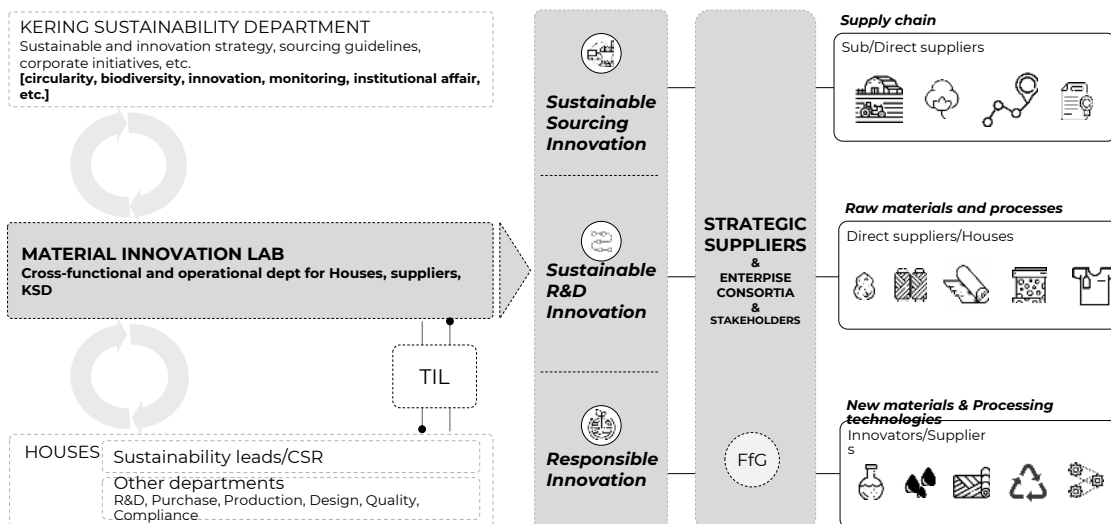 KERING SUSTAINABILITY DEPARTMENT
Sustainable and innovation strategy, sourcing guidelines,
corporate initiatives, etc.
[circularity, biodiversity, innovation, monitoring, institutional affair,
etc.]
MATERIAL INNOVATION LAB
Cross-functional and operational dept for Houses, suppliers,
KSD
TIL
HOUSES
Sustainability leads/CSR
Other departments
R&D, Purchase, Production, Design, Quality,
Compliance
Sustainable
Sourcing
Innovation
Sustainable
R&D
Innovation
Responsible
Innovation
STRATEGIC
SUPPLIERS
&
ENTERPISE
CONSORTIA
&
STAKEHOLDERS
FfG
Supply chain
Sub/Direct suppliers
Raw materials and processes
Direct suppliers/Houses
New materials & Processing
technologies
Innovators/Supplier
s